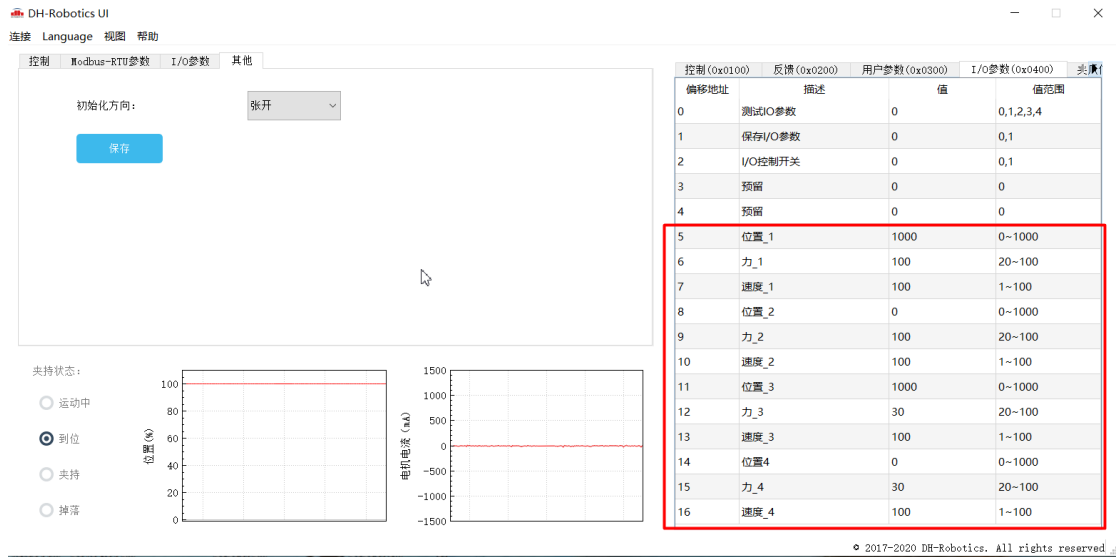 DH-Robotics UI
连接 Language 视图 帮助
控制 Modbus-RTU参数 I/O参数 其他
初始化方向: 张开
保存
控制(0x0100) 反馈(0x0200) 用户参数(0x0300) I/O参数(0x0400)
偏移地址 描述 值 值范围
0 测试IO参数 0 0,1,2,3,4
1 保存I/O参数 0 0,1
2 I/O控制开关 0 0,1
3 预留 0 0
4 预留 0 0
5 位置_1 1000 0~1000
6 力_1 100 20~100
7 速度_1 100 1~100
8 位置_2 0 0~1000
9 力_2 100 20~100
10 速度_2 100 1~100
11 位置_3 1000 0~1000
12 力_3 30 20~100
13 速度_3 100 1~100
14 位置4 0 0~1000
15 力_4 30 20~100
16 速度_4 100 1~100
夹持状态:
运动中
到位
夹持
掉落
位置(%)
100
80
60
40
20
0
电机电流(mA)
1500
1000
500
0
-500
-1000
-1500
© 2017-2020 DH-Robotics. All rights reserved